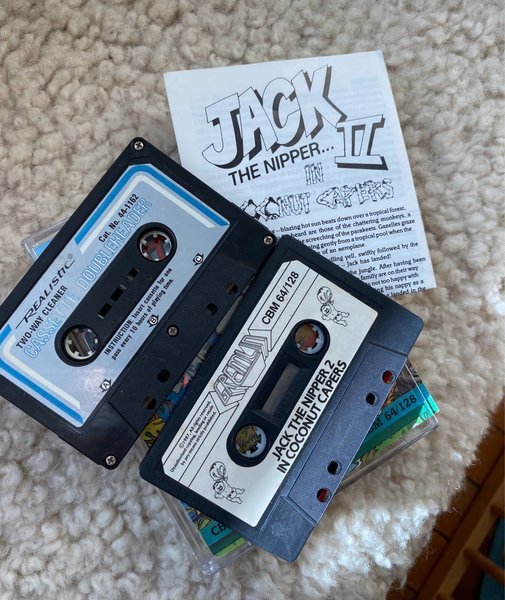 JACK
THE NIPPER... II
IN
COCONUT CAPERS
blazing hot sun beats down over a tropical forest,
heard are those of the chattering monkeys, a
screeching of the parakeets. Gazelles graze
gently from a tropical pool when the
of an aeroplane.
yell, swiftly followed by the
– Jack has landed!
the jungle. After having been
family are on their way
not too happy with
using his nappy as a
landed in the
REALISTIC®
Cat. No. 44-1162
TWO-WAY CLEANER
CASSETTE DOUBLEHEADER
INSTRUCTION: Insert cassette for one
pass every 10 hours of playing time.
GREMLIN
CBM 64/128
JACK THE NIPPER 2
IN COCONUT CAPERS
CBM 64/128